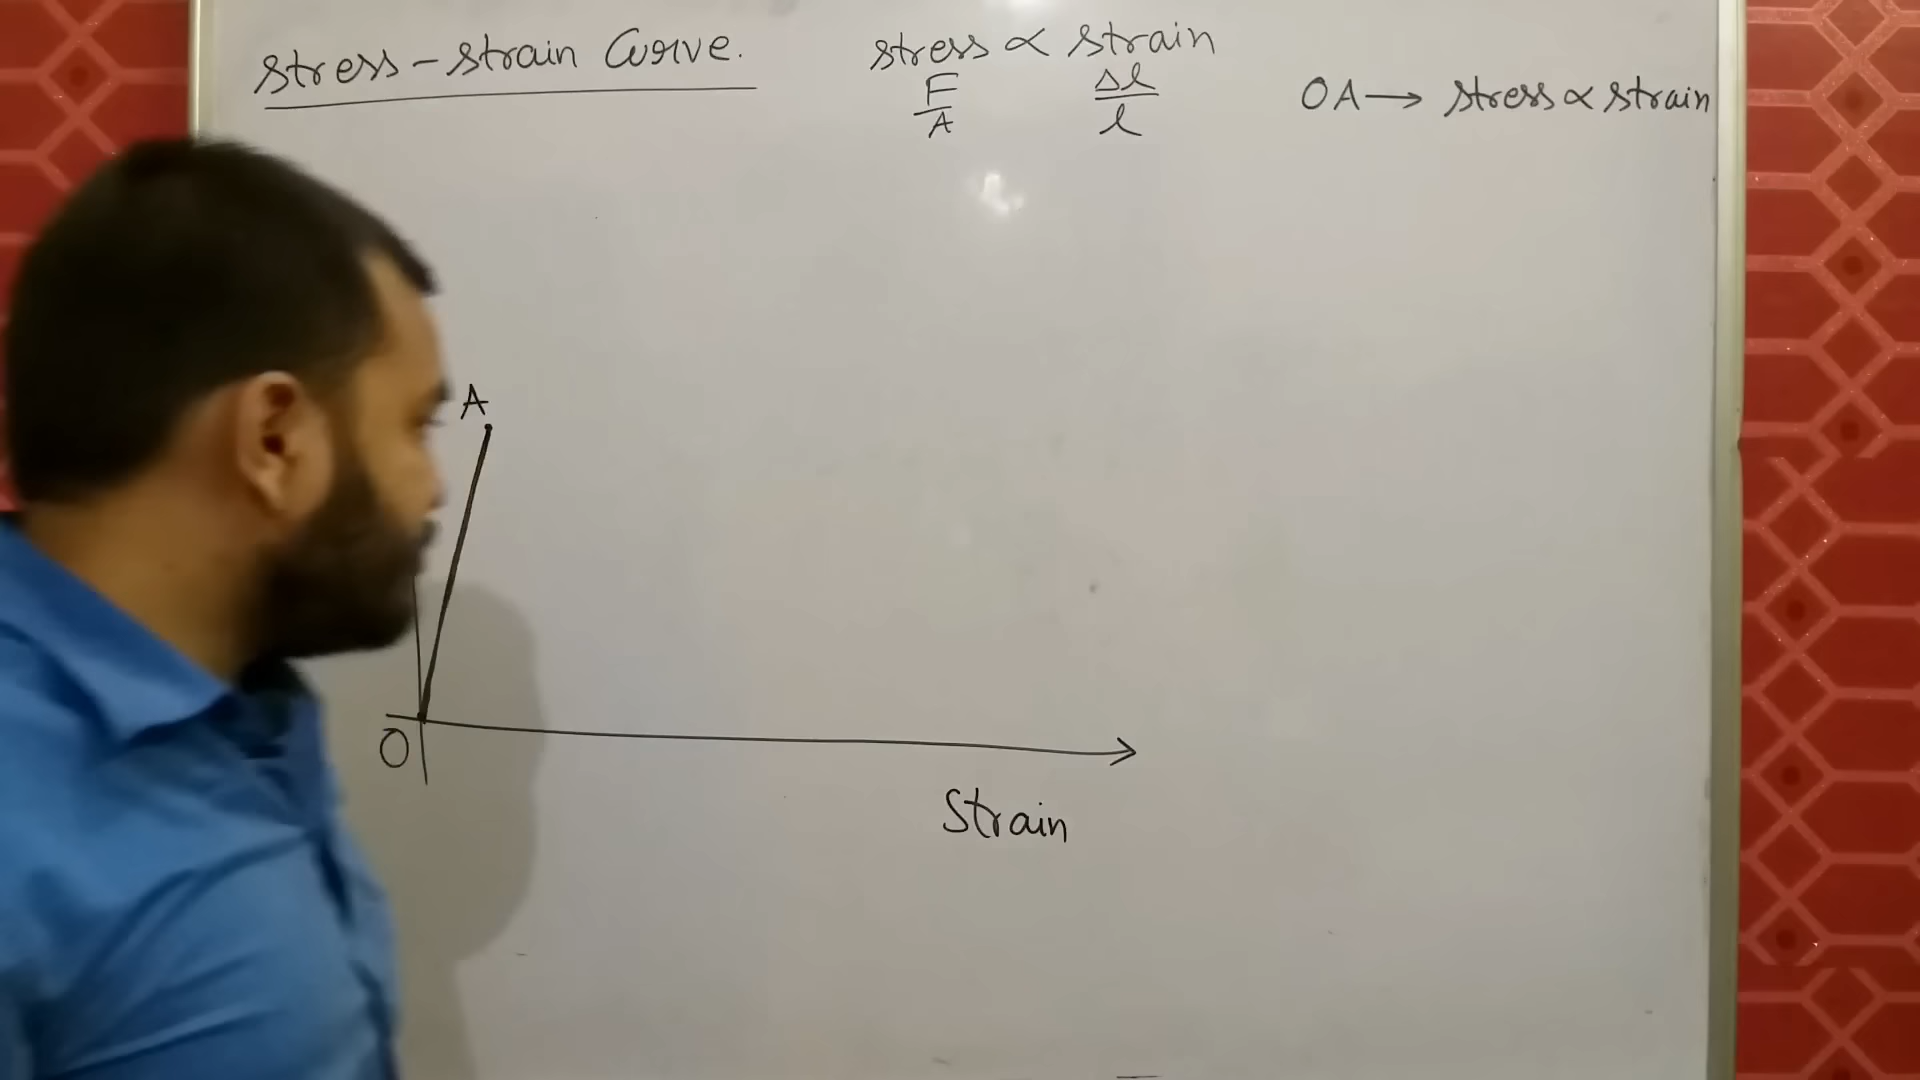 Stress-strain Curve.
stress ∝ strain
F/A Δl/l
OA → stress ∝ strain
A
O
Strain